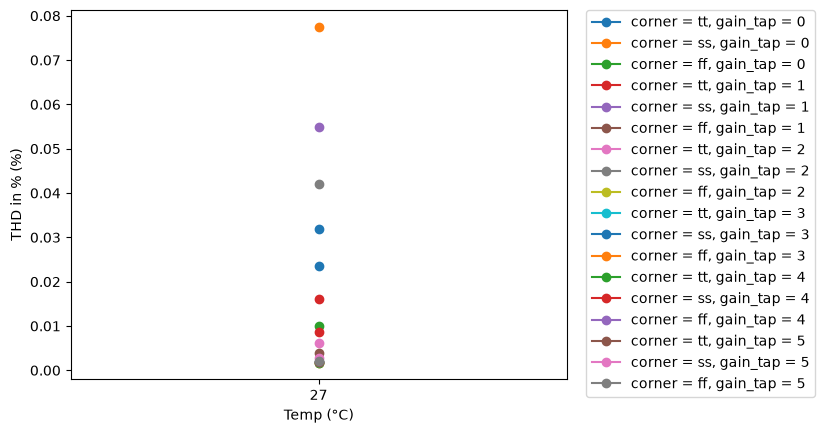 0.08
0.07
0.06
0.05
0.04
0.03
0.02
0.01
0.00
THD in % (%)
27
Temp (°C)
corner = tt, gain_tap = 0
corner = ss, gain_tap = 0
corner = ff, gain_tap = 0
corner = tt, gain_tap = 1
corner = ss, gain_tap = 1
corner = ff, gain_tap = 1
corner = tt, gain_tap = 2
corner = ss, gain_tap = 2
corner = ff, gain_tap = 2
corner = tt, gain_tap = 3
corner = ss, gain_tap = 3
corner = ff, gain_tap = 3
corner = tt, gain_tap = 4
corner = ss, gain_tap = 4
corner = ff, gain_tap = 4
corner = tt, gain_tap = 5
corner = ss, gain_tap = 5
corner = ff, gain_tap = 5